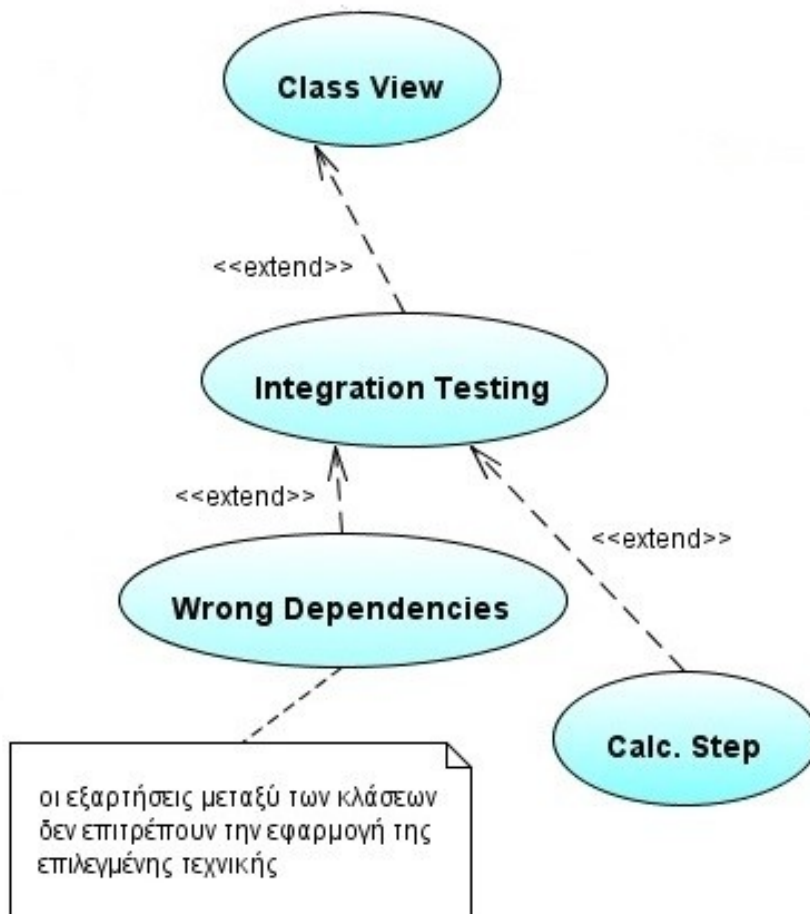 Class View
<<extend>>
Integration Testing
<<extend>>
<<extend>>
Wrong Dependencies
Calc. Step
οι εξαρτήσεις μεταξύ των κλάσεων
δεν επιτρέπουν την εφαρμογή της
επιλεγμένης τεχνικής